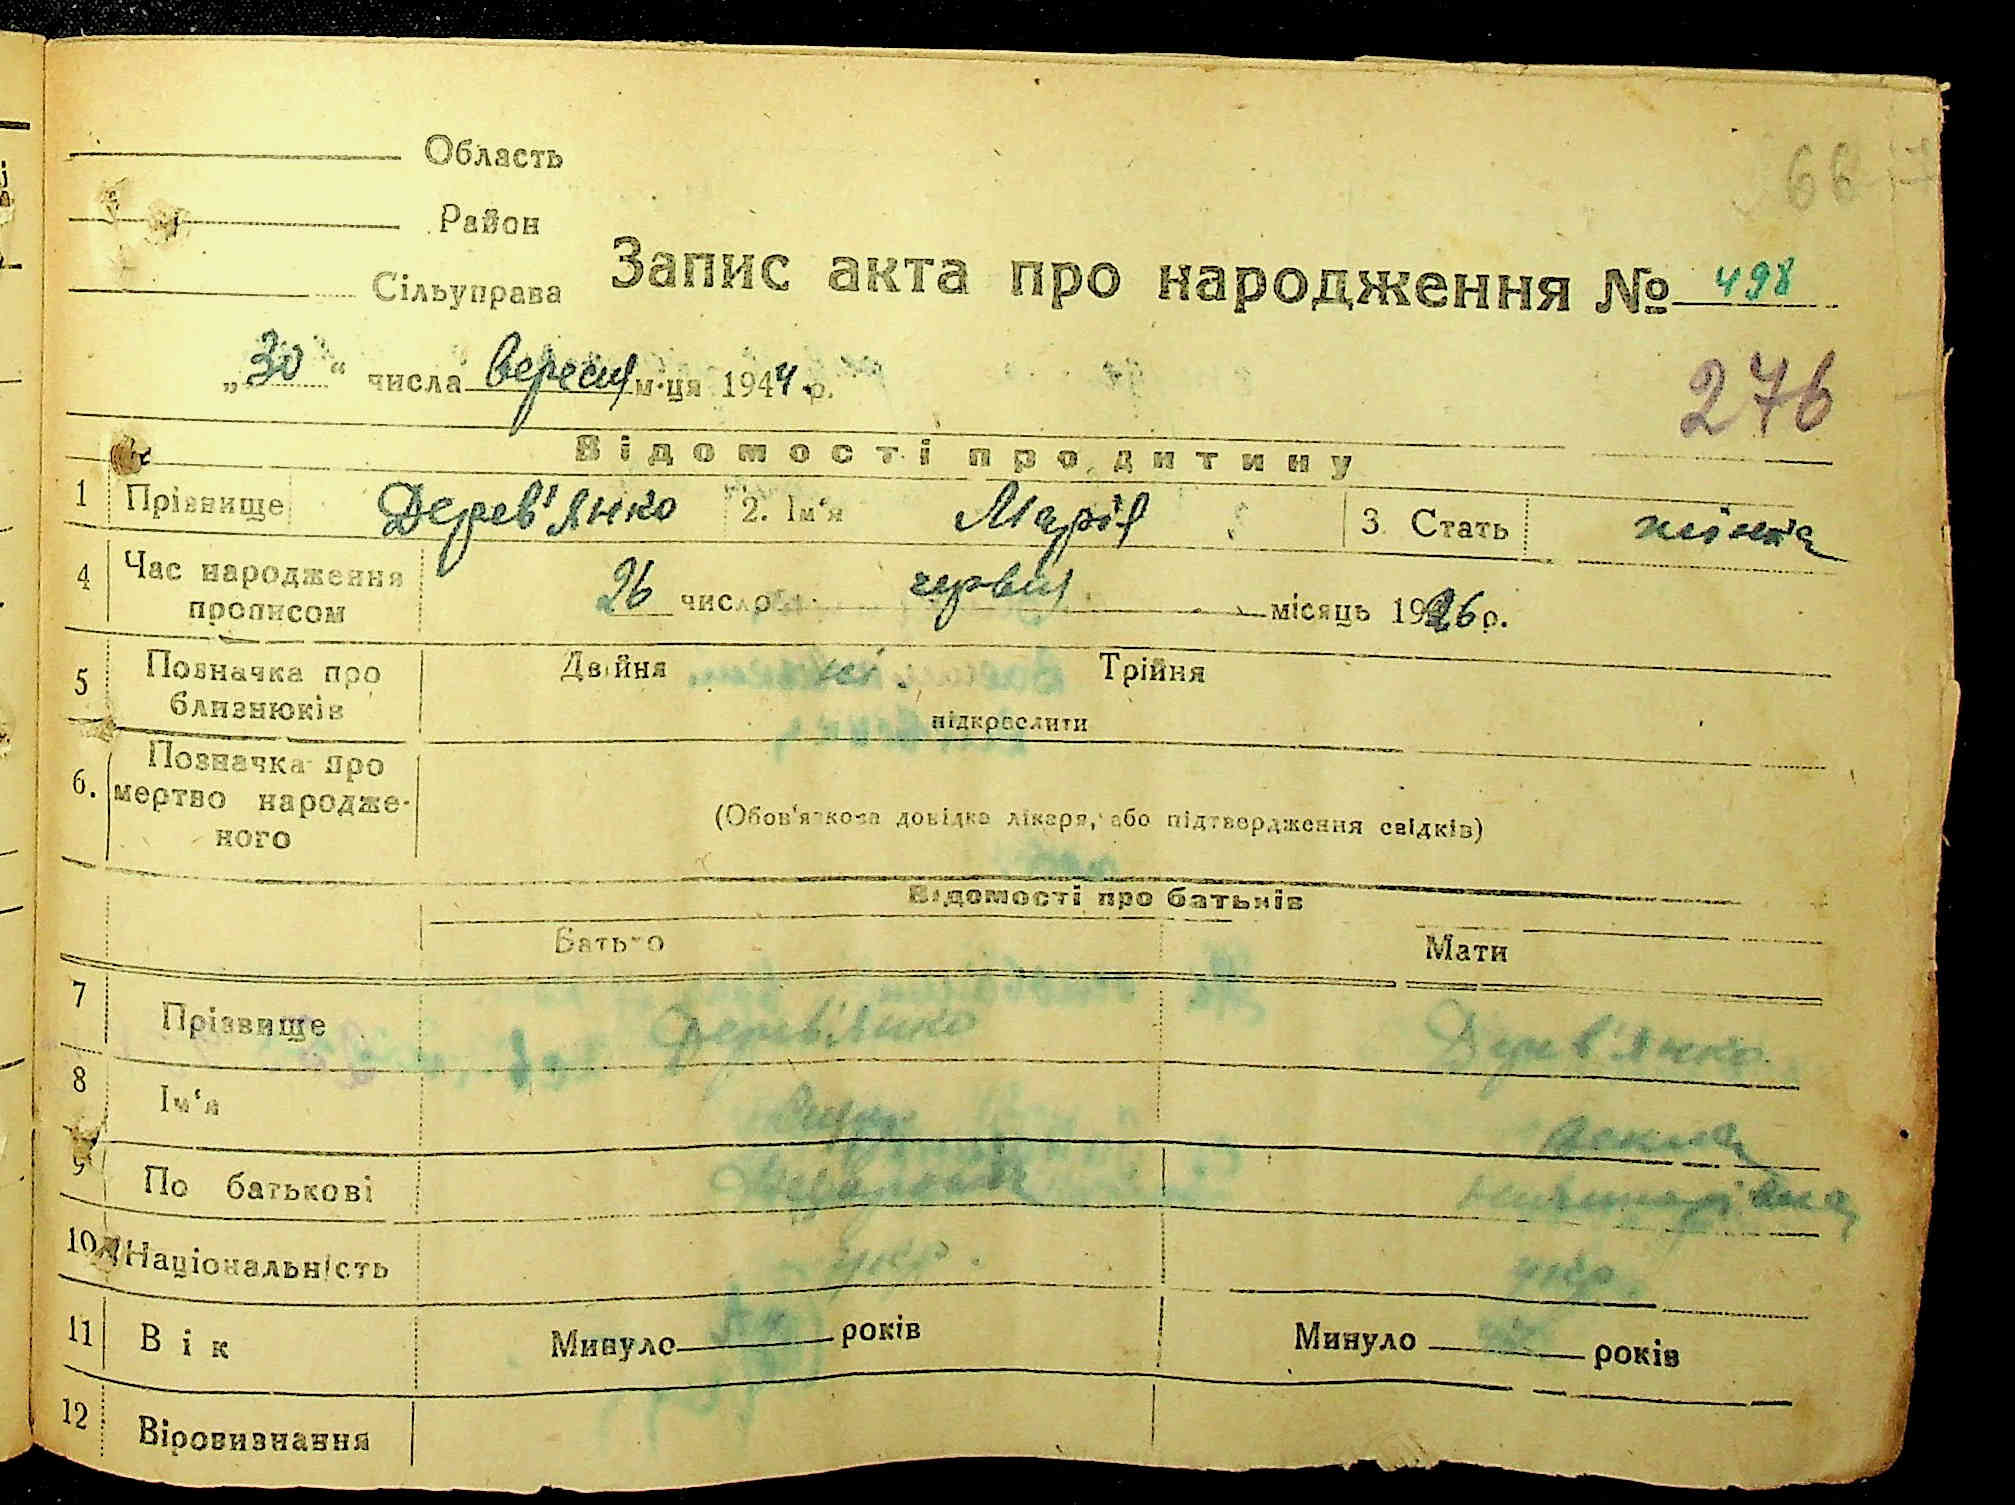 Область
Район
Сільуправа
Запис акта про народження № 498
„30“ числа вересня м-ця 1944 р.
276
Відомості про дитину
1 Прізвище Дерев'янко 2. Ім'я Марія 3. Стать жінка
4 Час народження прописом 26 число червня місяць 1926 р.
5 Позначка про близнюків Двійня ні Трійня
підкреслити
6. Позначка про мертво народженого
(Обов'язкова довідка лікаря, або підтвердження свідків)
Відомості про батьків
Батько Мати
7 Прізвище Дерев'янко Дерев'янко
8 Ім'я
9 По батькові
10 Національність укр. укр.
11 Вік Минуло років Минуло років
12 Віровизнання